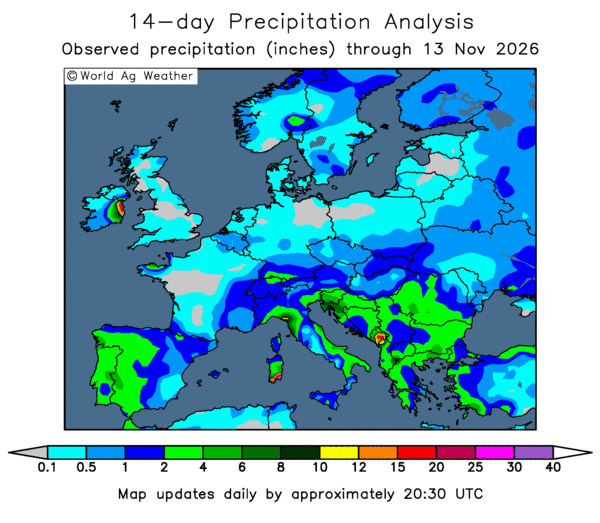 14-day Precipitation Analysis
Observed precipitation (inches) through 13 Nov 2026
© World Ag Weather
0.1 0.5 1 2 4 6 8 10 12 15 20 25 30 40
Map updates daily by approximately 20:30 UTC